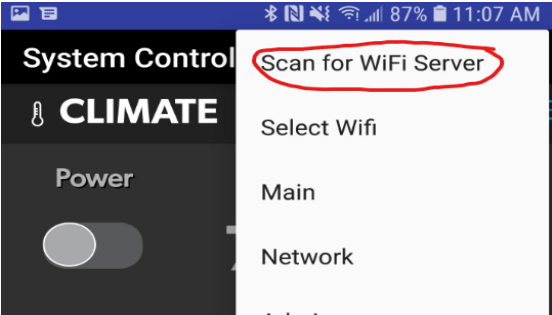 87% 11:07 AM
System Control
Scan for WiFi Server
CLIMATE
Select Wifi
Power
Main
Network